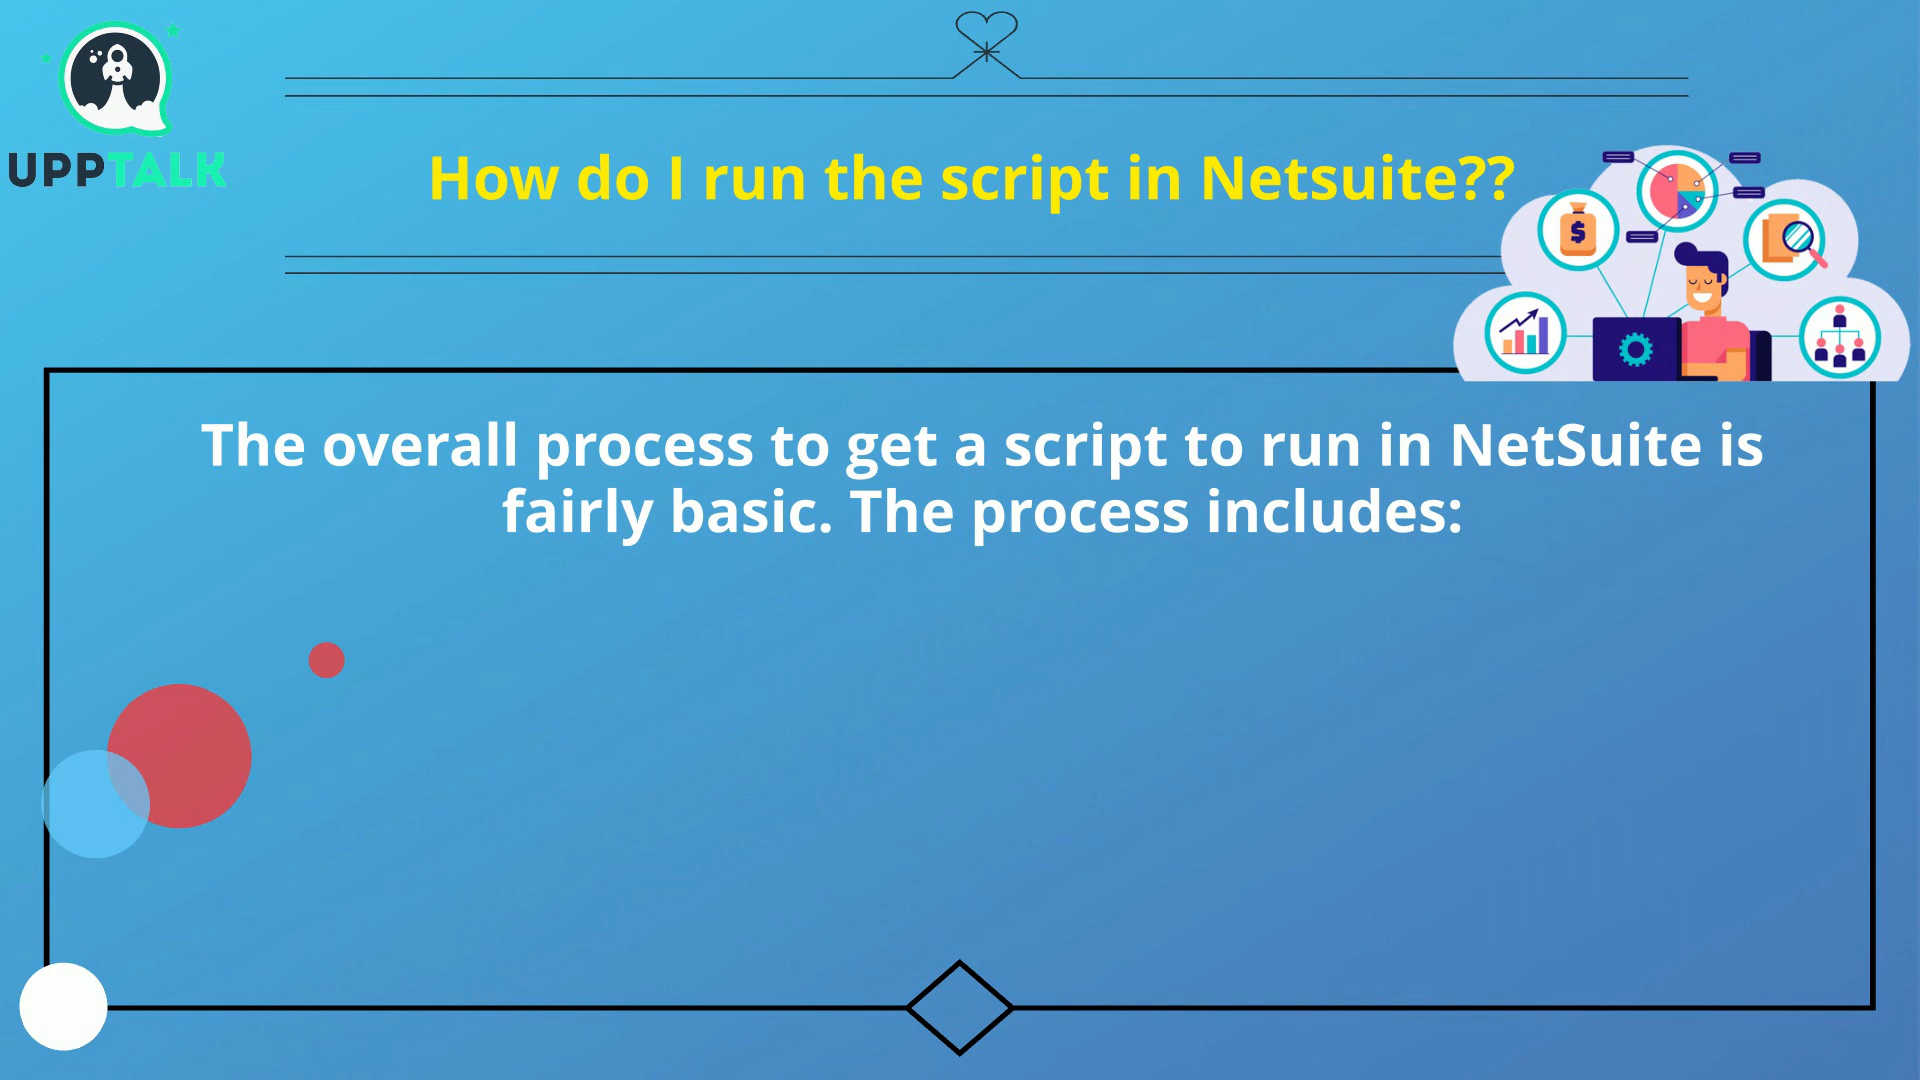 UPPTALK
How do I run the script in Netsuite??
$
The overall process to get a script to run in NetSuite is
fairly basic. The process includes: